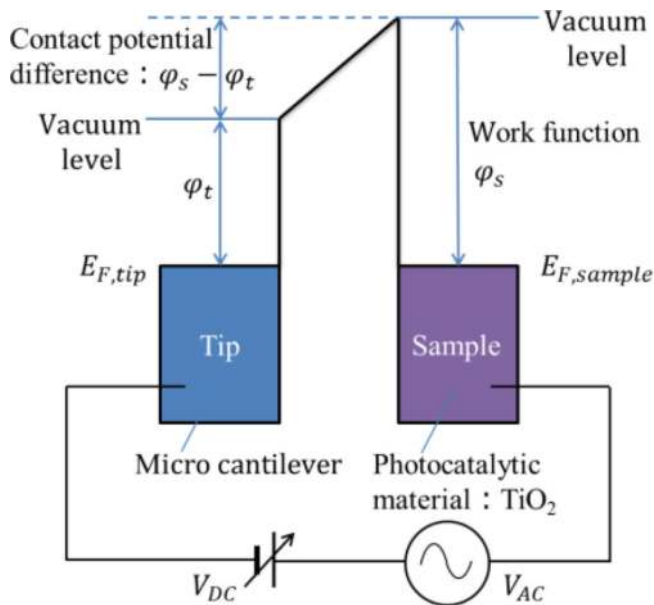 Contact potential
difference : φs − φt
Vacuum
level
Vacuum
level
φt
Work function
φs
EF,tip
EF,sample
Tip
Sample
Micro cantilever
Photocatalytic
material : TiO2
VDC
VAC